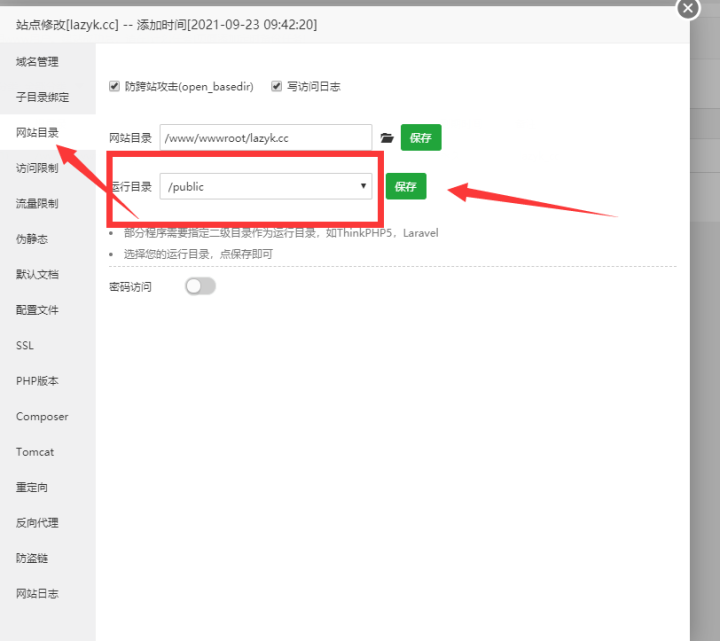 站点修改[lazyk.cc] -- 添加时间[2021-09-23 09:42:20]
域名管理
子目录绑定
网站目录
访问限制
流量限制
伪静态
默认文档
配置文件
SSL
PHP版本
Composer
Tomcat
重定向
反向代理
防盗链
网站日志
防跨站攻击(open_basedir) 写访问日志
网站目录 /www/wwwroot/lazyk.cc 保存
运行目录 /public 保存
部分程序需要指定二级目录作为运行目录，如ThinkPHP5，Laravel
选择您的运行目录，点保存即可
密码访问